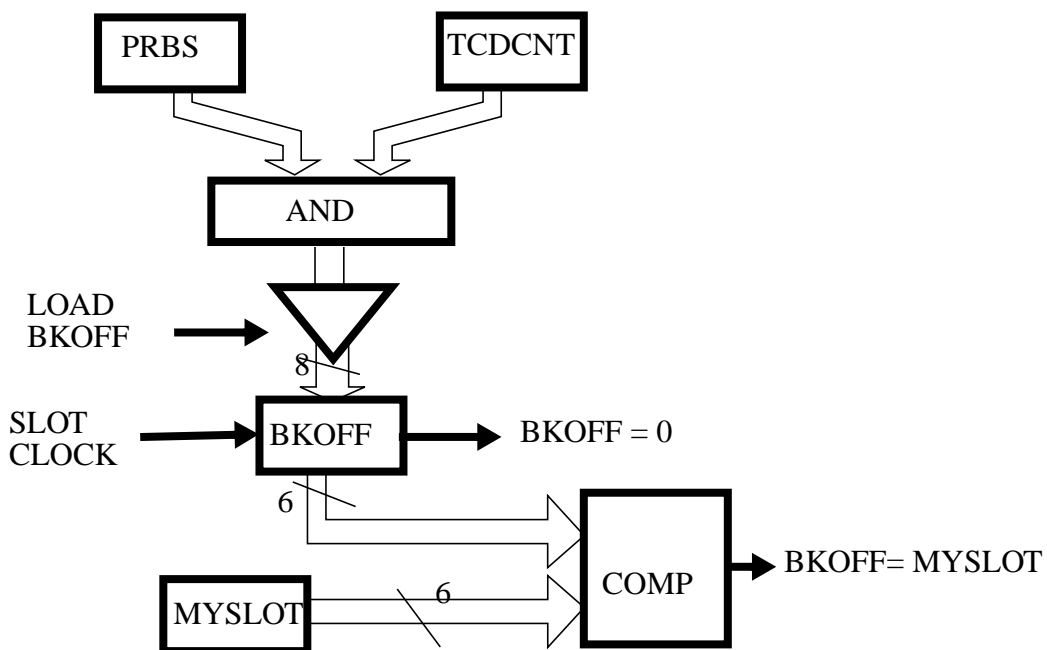 PRBS
TCDCNT
AND
LOAD
BKOFF
8
SLOT
CLOCK
BKOFF
BKOFF = 0
6
COMP
BKOFF= MYSLOT
MYSLOT
6